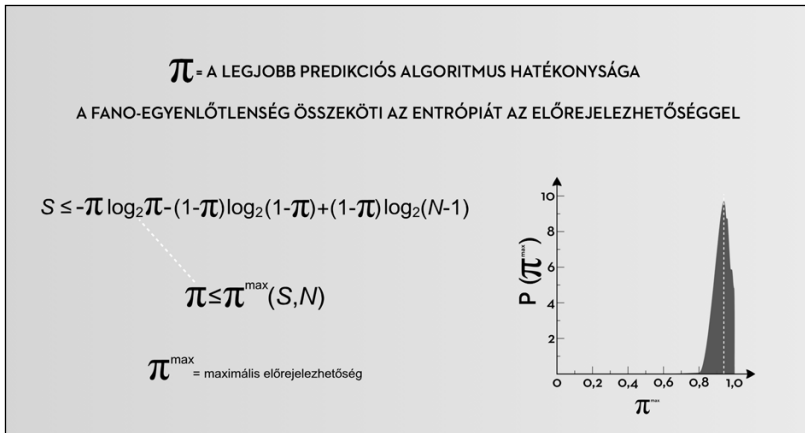 π = A LEGJOBB PREDIKCIÓS ALGORITMUS HATÉKONYSÁGA
A FANO-EGYENLŐTLENSÉG ÖSSZEKÖTI AZ ENTRÓPIÁT AZ ELŐREJELEZHETŐSÉGGEL
S ≤ -π log₂π-(1-π)log₂(1-π)+(1-π)log₂(N-1)
π≤π^max(S,N)
π^max = maximális előrejelezhetőség
P (π^max)
10
8
6
4
2
0 0,2 0,4 0,6 0,8 1,0
π^max